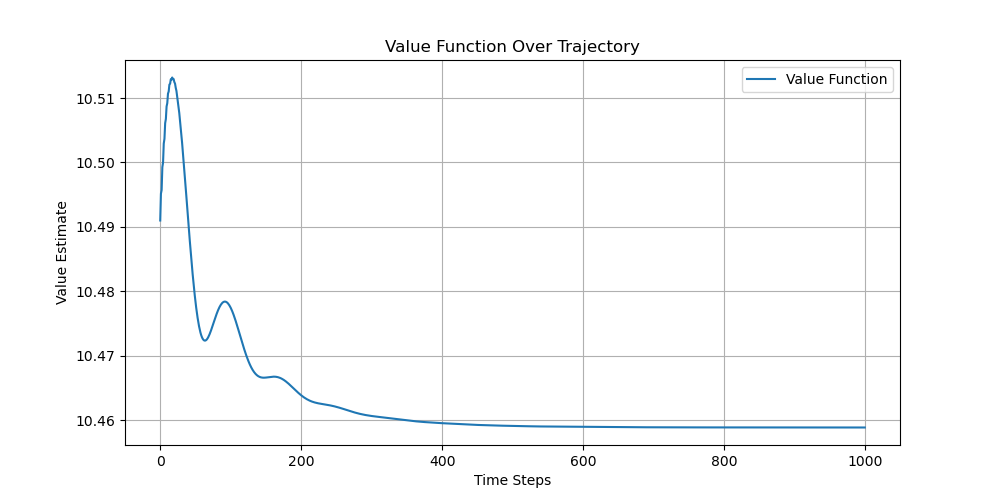 Value Function Over Trajectory
Value Function
10.51
10.50
10.49
10.48
10.47
10.46
Value Estimate
0 200 400 600 800 1000
Time Steps